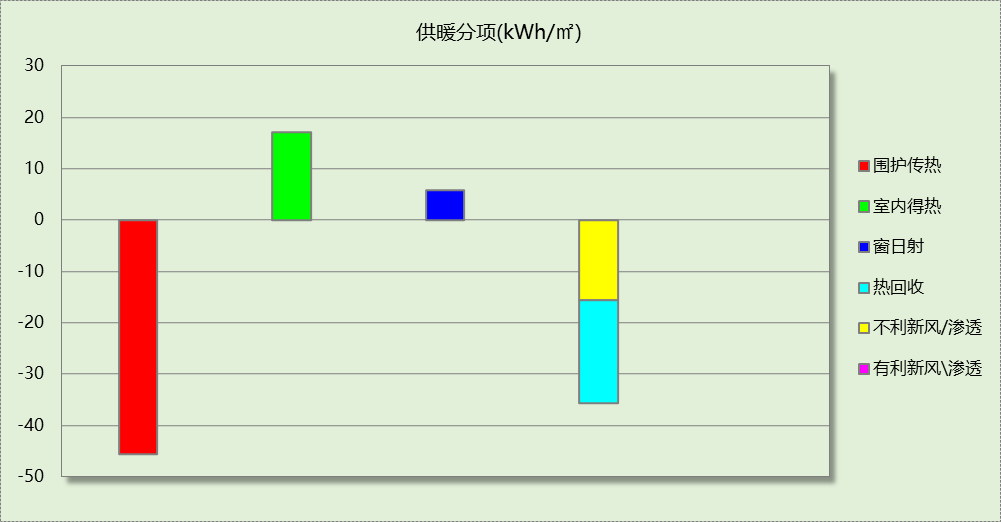 供暖分项(kWh/㎡)
30
20
10
0
-10
-20
-30
-40
-50
围护传热
室内得热
窗日射
热回收
不利新风/渗透
有利新风\渗透